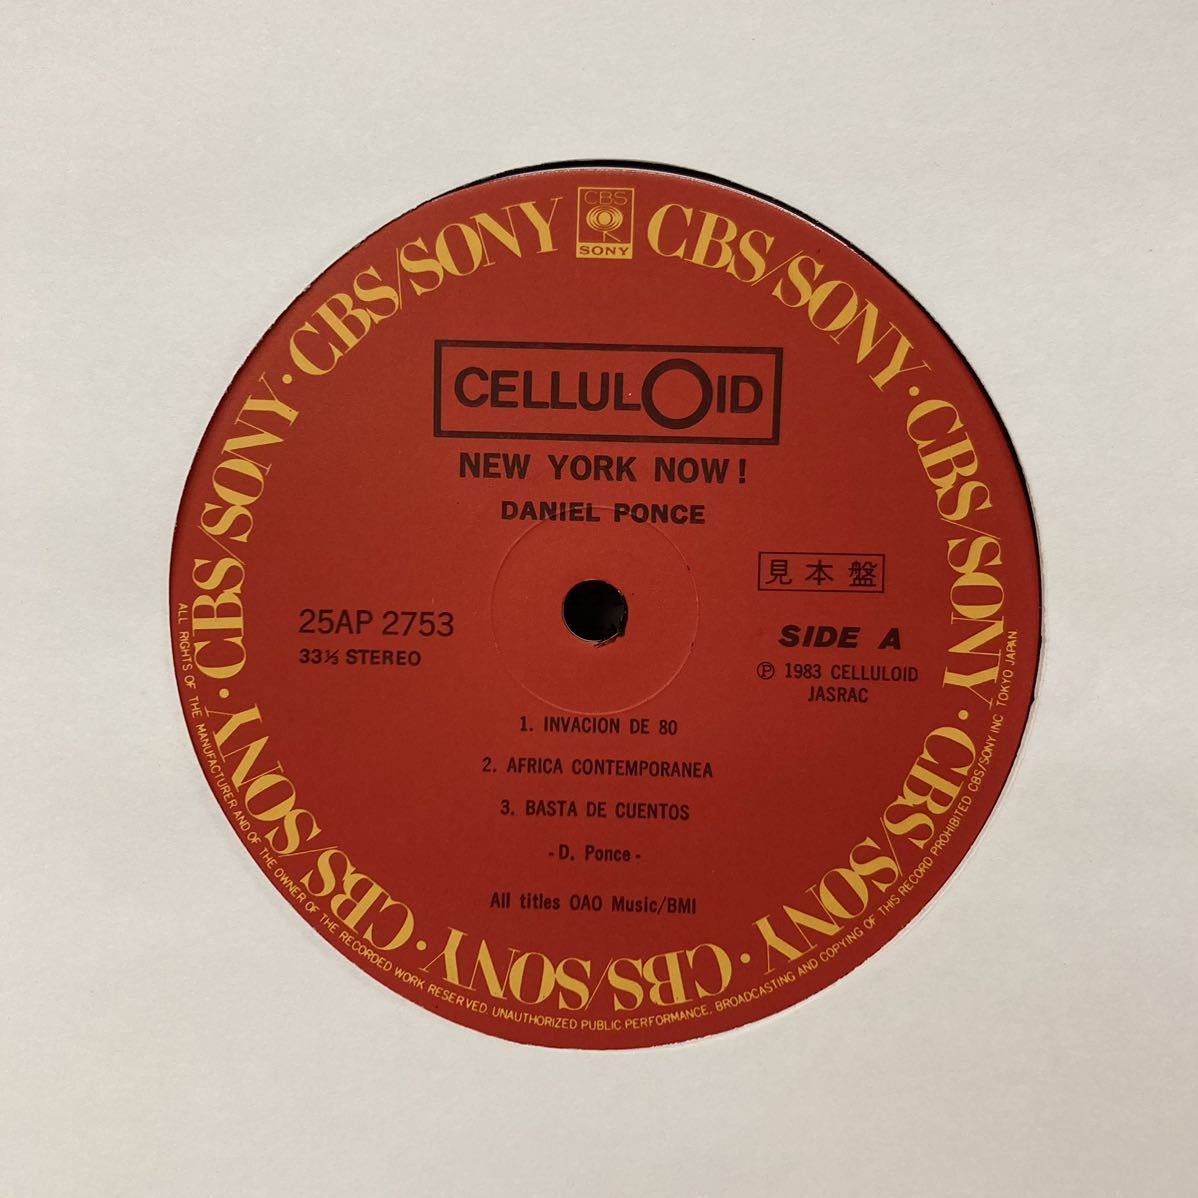 CBS
SONY
CBS/SONY · CBS/SONY · CBS/SONY · CBS/SONY · CBS/SONY · CBS/SONY · CBS/SONY · CBS/SONY
CELLULOID
NEW YORK NOW!
DANIEL PONCE
見本盤
25AP 2753
SIDE A
33⅓ STEREO
℗ 1983 CELLULOID
JASRAC
1. INVACION DE 80
2. AFRICA CONTEMPORANEA
3. BASTA DE CUENTOS
- D. Ponce -
All titles OAO Music/BMI
ALL RIGHTS OF THE MANUFACTURER AND OF THE OWNER OF THE RECORDED WORK RESERVED. UNAUTHORIZED PUBLIC PERFORMANCE, BROADCASTING AND COPYING OF THIS RECORD PROHIBITED CBS/SONY INC. TOKYO JAPAN